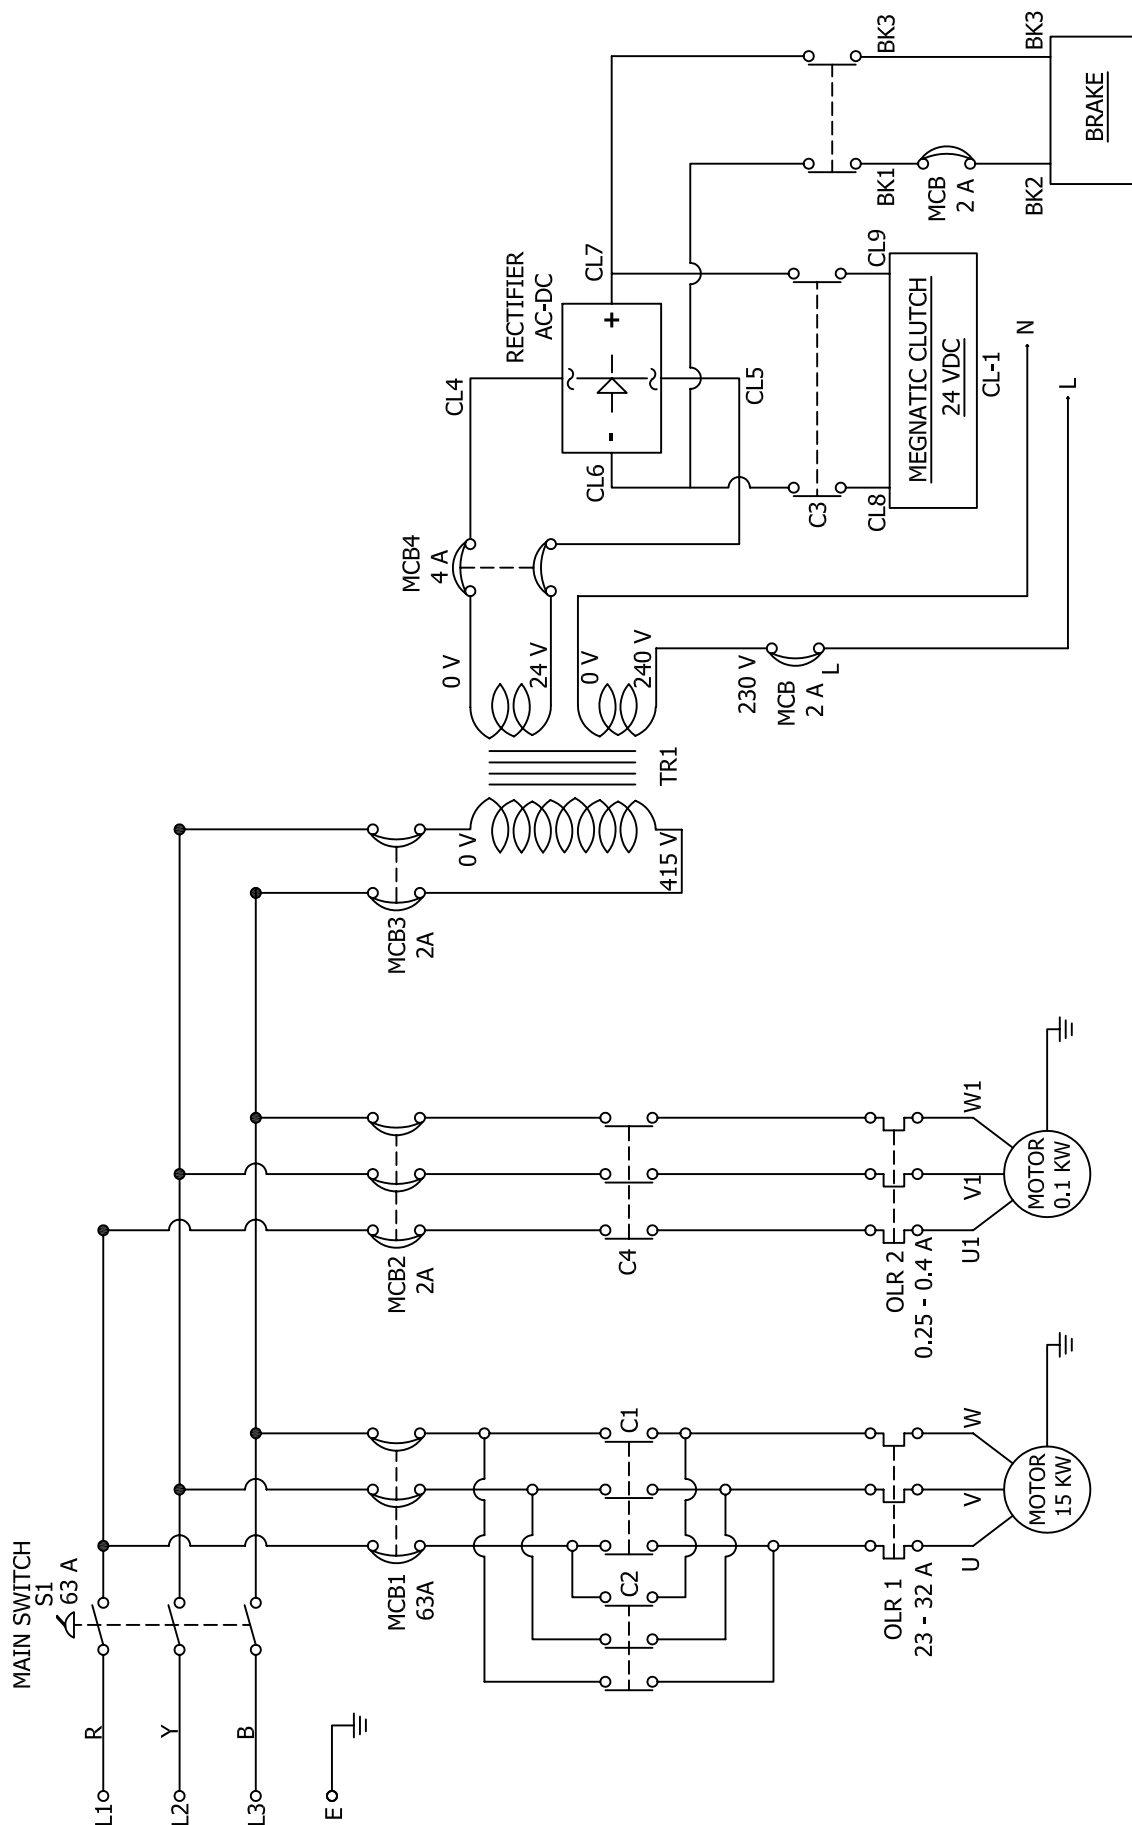 MAIN SWITCH
S1
63 A
L1
R
L2
Y
L3
B
E
MCB1
63A
C1
C2
OLR 1
23 - 32 A
U
V
W
MOTOR
15 KW
MCB2
2A
C4
OLR 2
0.25 - 0.4 A
U1
V1
W1
MOTOR
0.1 KW
MCB3
2A
0 V
415 V
TR1
0 V
24 V
0 V
240 V
230 V
MCB
2 A
L
MCB4
4 A
CL4
CL5
RECTIFIER
AC-DC
-
+
CL6
CL7
C3
CL8
CL9
MEGNATIC CLUTCH
24 VDC
CL-1
N
L
BK1
BK3
MCB
2 A
BK2
BK3
BRAKE